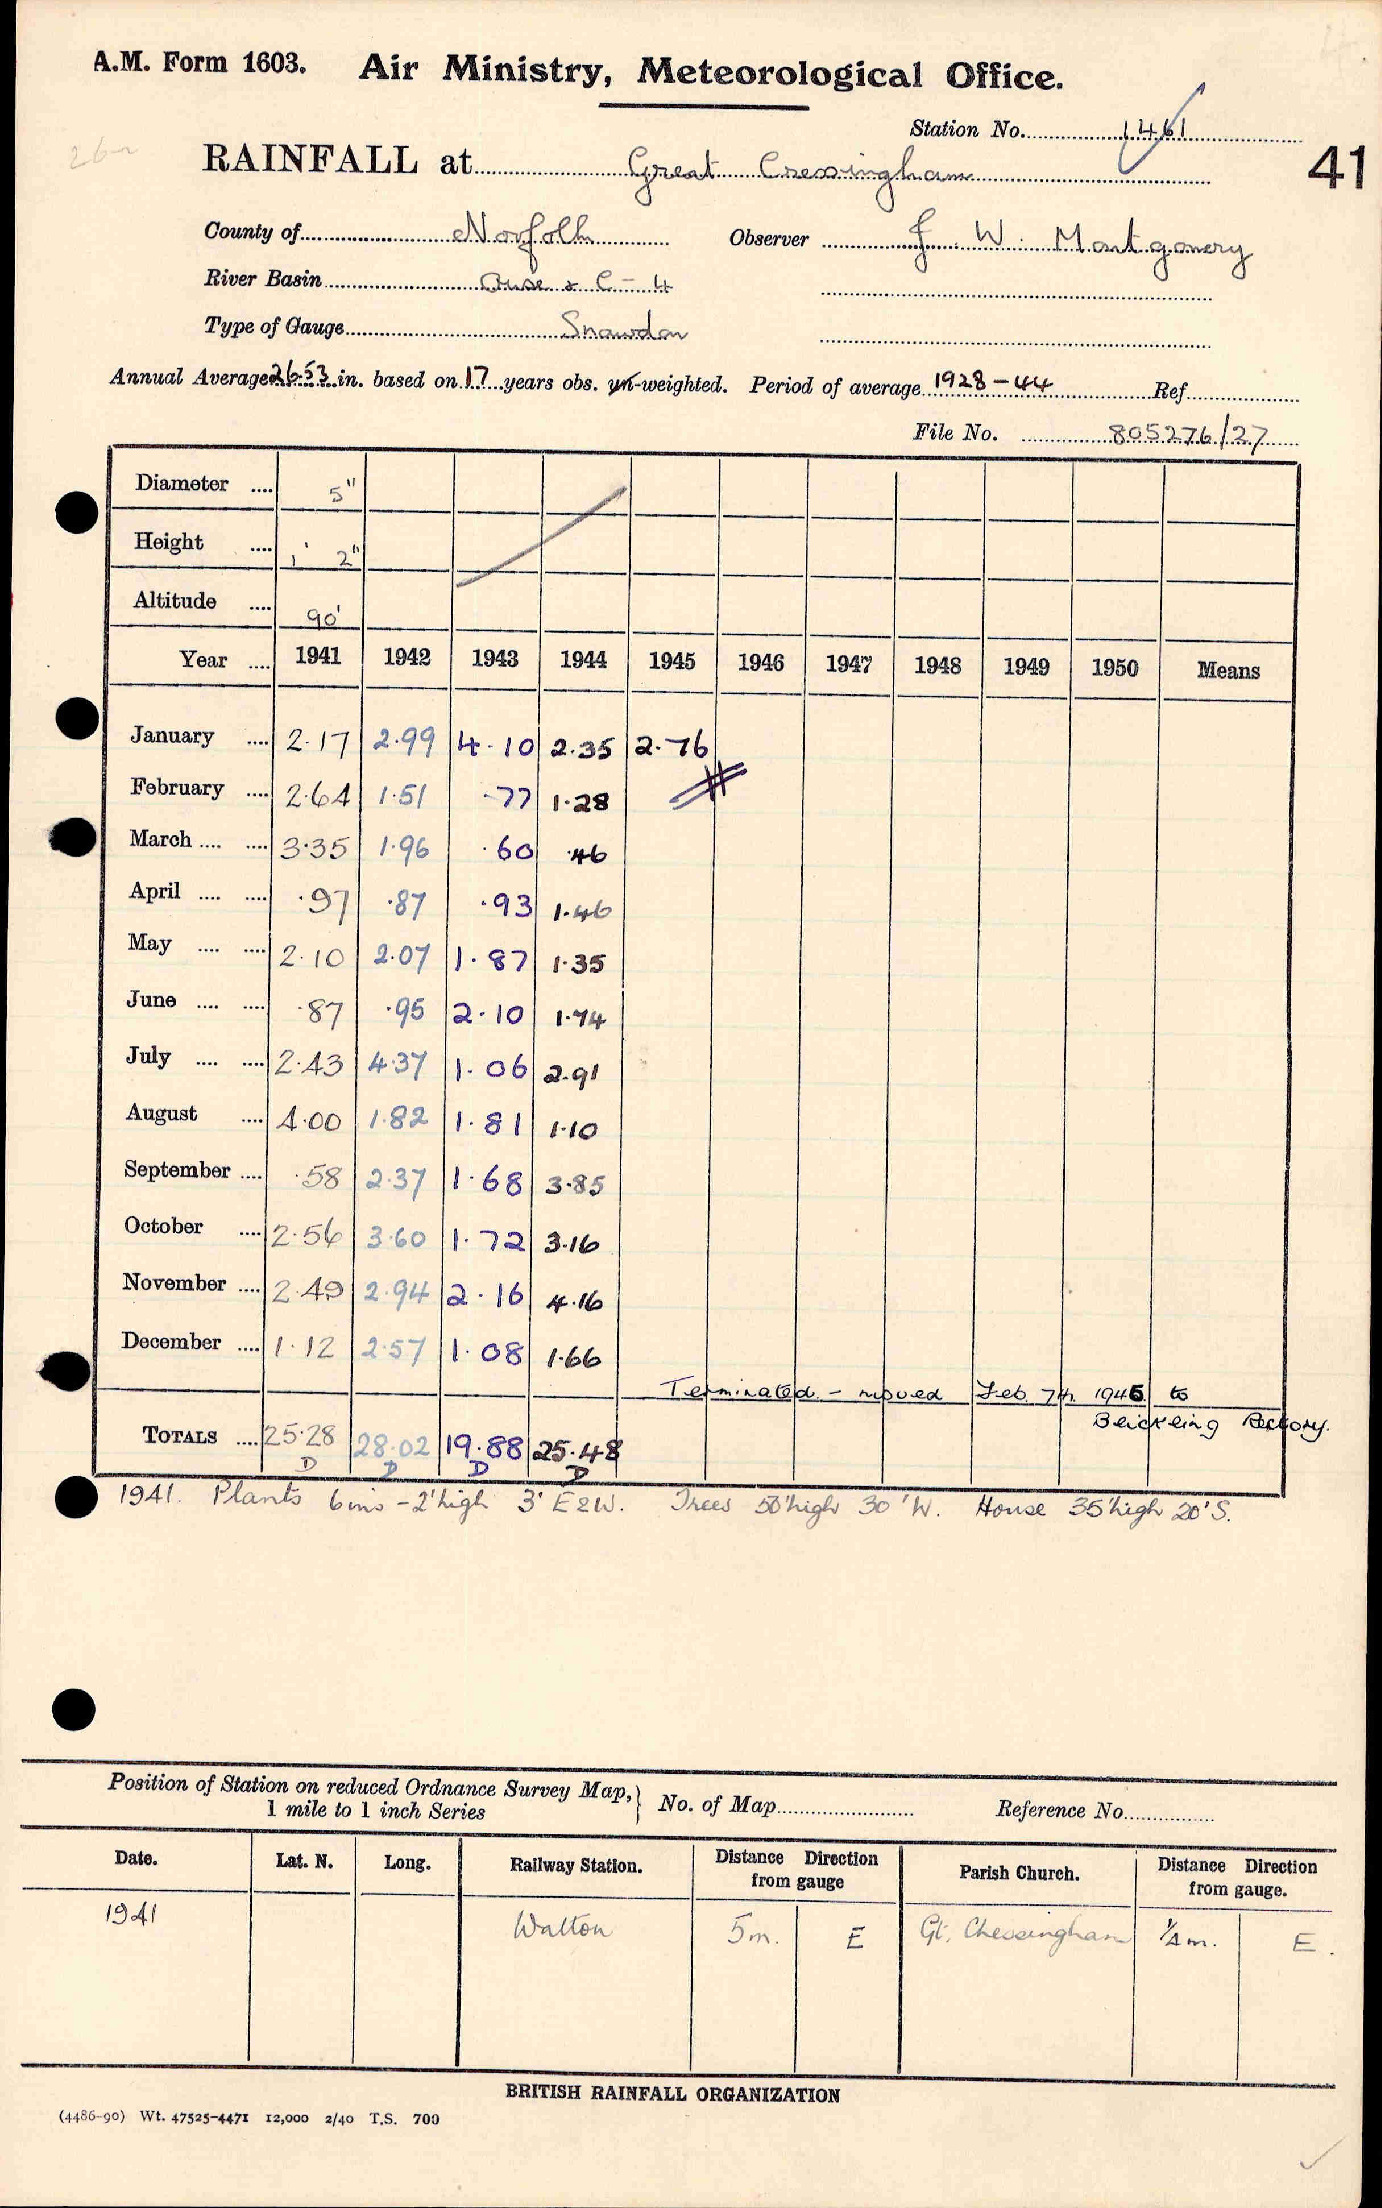 A.M. Form 1603. Air Ministry, Meteorological Office.
Station No. 1461
41
RAINFALL at Great Cressingham
County of Norfolk Observer J. W. Montgomery
River Basin Ouse & C - 4
Type of Gauge Snowdon
Annual Average 26.53 in. based on 17 years obs. un-weighted. Period of average 1928-44 Ref.
File No. 805276/27
Diameter .... 5"
Height .... 1' 2"
Altitude .... 90'
Year .... 1941 1942 1943 1944 1945 1946 1947 1948 1949 1950 Means
January .... 2.17 2.99 4.10 2.35 2.76
February .... 2.64 1.51 .77 1.28
March .... .... 3.35 1.96 .60 .46
April .... .... .97 .87 .93 1.46
May .... .... 2.10 2.07 1.87 1.35
June .... .... .87 .95 2.10 1.74
July .... .... 2.43 4.37 1.06 2.91
August .... 4.00 1.82 1.81 1.10
September .... .58 2.37 1.68 3.85
October .... 2.56 3.60 1.72 3.16
November .... 2.49 2.94 2.16 4.16
December .... 1.12 2.57 1.08 1.66
Terminated - moved Feb 7th 1945 to
Blickling Rectory.
TOTALS .... 25.28 28.02 19.88 25.48
D D D D
1941. Plants 6 ins - 2' high 3' E & W. Trees 50' high 30' W. House 35' high 20' S.
Position of Station on reduced Ordnance Survey Map,
1 mile to 1 inch Series } No. of Map Reference No.
Date. Lat. N. Long. Railway Station. Distance Direction from gauge Parish Church. Distance Direction from gauge.
1941 Walton 5 m. E Gt. Chessingham 1/4 m. E.
BRITISH RAINFALL ORGANIZATION
(4486-90) Wt. 47525-4471 12,000 2/40 T.S. 700